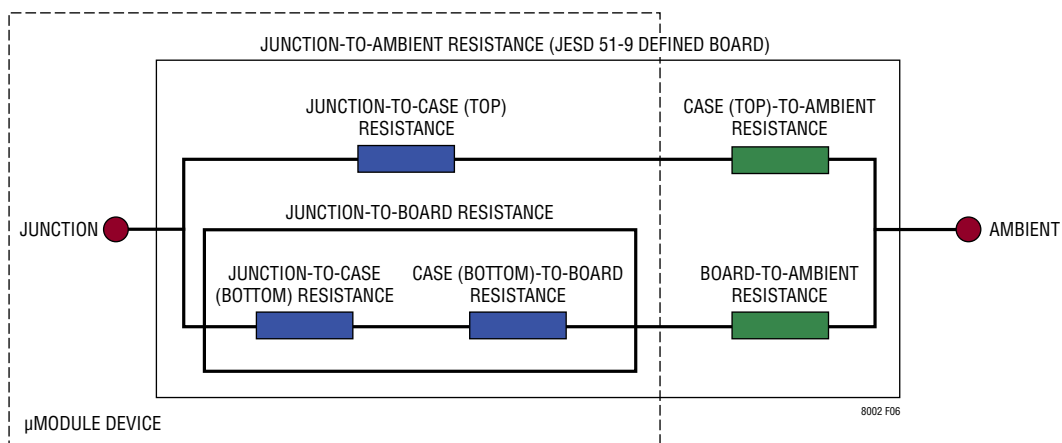 JUNCTION-TO-AMBIENT RESISTANCE (JESD 51-9 DEFINED BOARD)
JUNCTION-TO-CASE (TOP)
RESISTANCE
CASE (TOP)-TO-AMBIENT
RESISTANCE
JUNCTION-TO-BOARD RESISTANCE
JUNCTION
AMBIENT
JUNCTION-TO-CASE
(BOTTOM) RESISTANCE
CASE (BOTTOM)-TO-BOARD
RESISTANCE
BOARD-TO-AMBIENT
RESISTANCE
8002 F06
µMODULE DEVICE